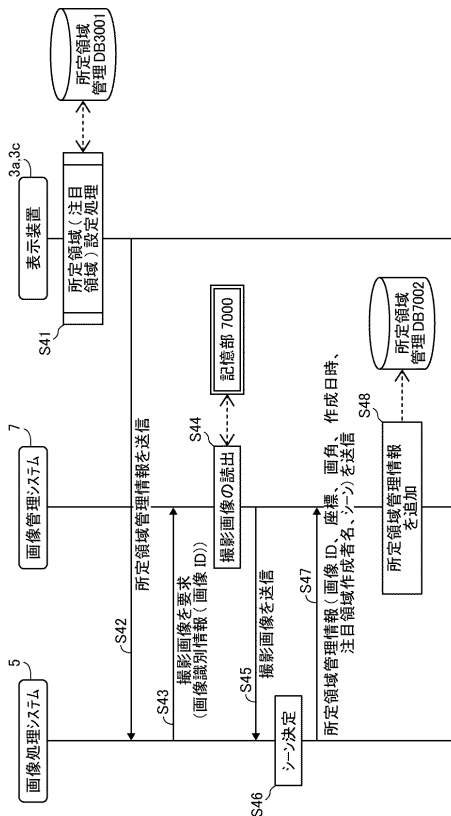 画像処理システム
5
画像管理システム
7
表示装置
3a,3c
S41
所定領域(注目
領域)設定処理
所定領域
管理DB3001
S42
所定領域管理情報を送信
S43
撮影画像を要求
(画像識別情報(画像ID))
S44
撮影画像の読出
記憶部 7000
S45
撮影画像を送信
S46
シーン決定
S47
所定領域管理情報(画像ID、座標、画角、作成日時、
注目領域作成者名、シーン)を送信
S48
所定領域管理情報
を追加
所定領域
管理DB7002